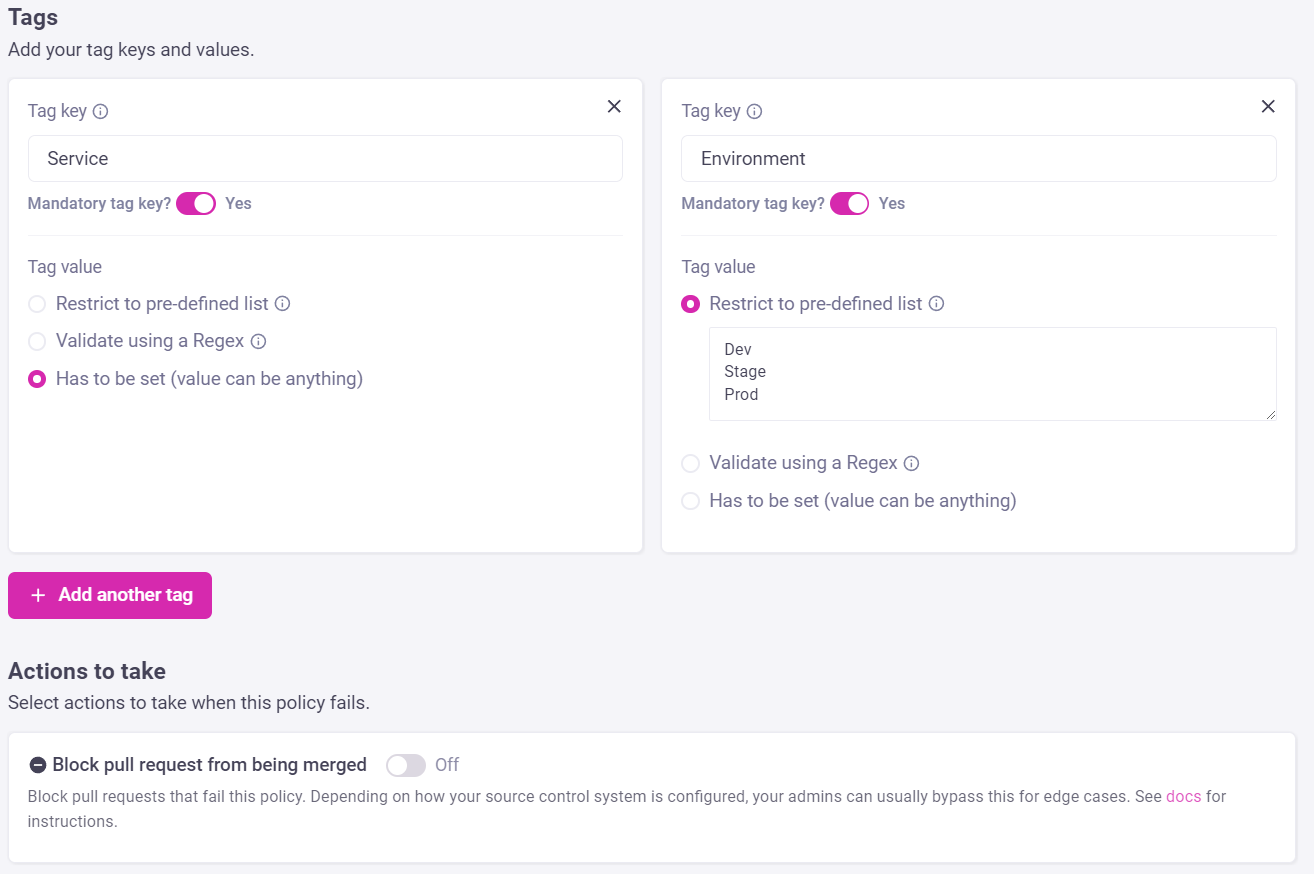 Tags
Add your tag keys and values.
Tag key
Service
Mandatory tag key? Yes
Tag value
Restrict to pre-defined list
Validate using a Regex
Has to be set (value can be anything)
Tag key
Environment
Mandatory tag key? Yes
Tag value
Restrict to pre-defined list
Dev
Stage
Prod
Validate using a Regex
Has to be set (value can be anything)
+ Add another tag
Actions to take
Select actions to take when this policy fails.
Block pull request from being merged Off
Block pull requests that fail this policy. Depending on how your source control system is configured, your admins can usually bypass this for edge cases. See docs for
instructions.